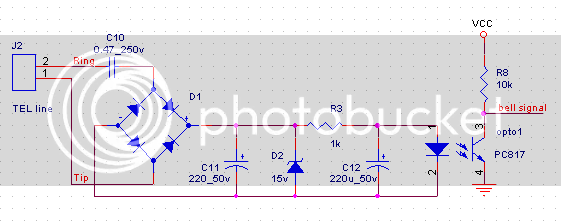 VCC
C10
J2
0.47_250v
Ring
2
1
R8
10k
D1
TEL line
photobucket
bell signal
R3
3
opto1
1
1k
C11
D2
C12
PC817
220_50v
15v
220u_50v
2
4
Tip
-
+